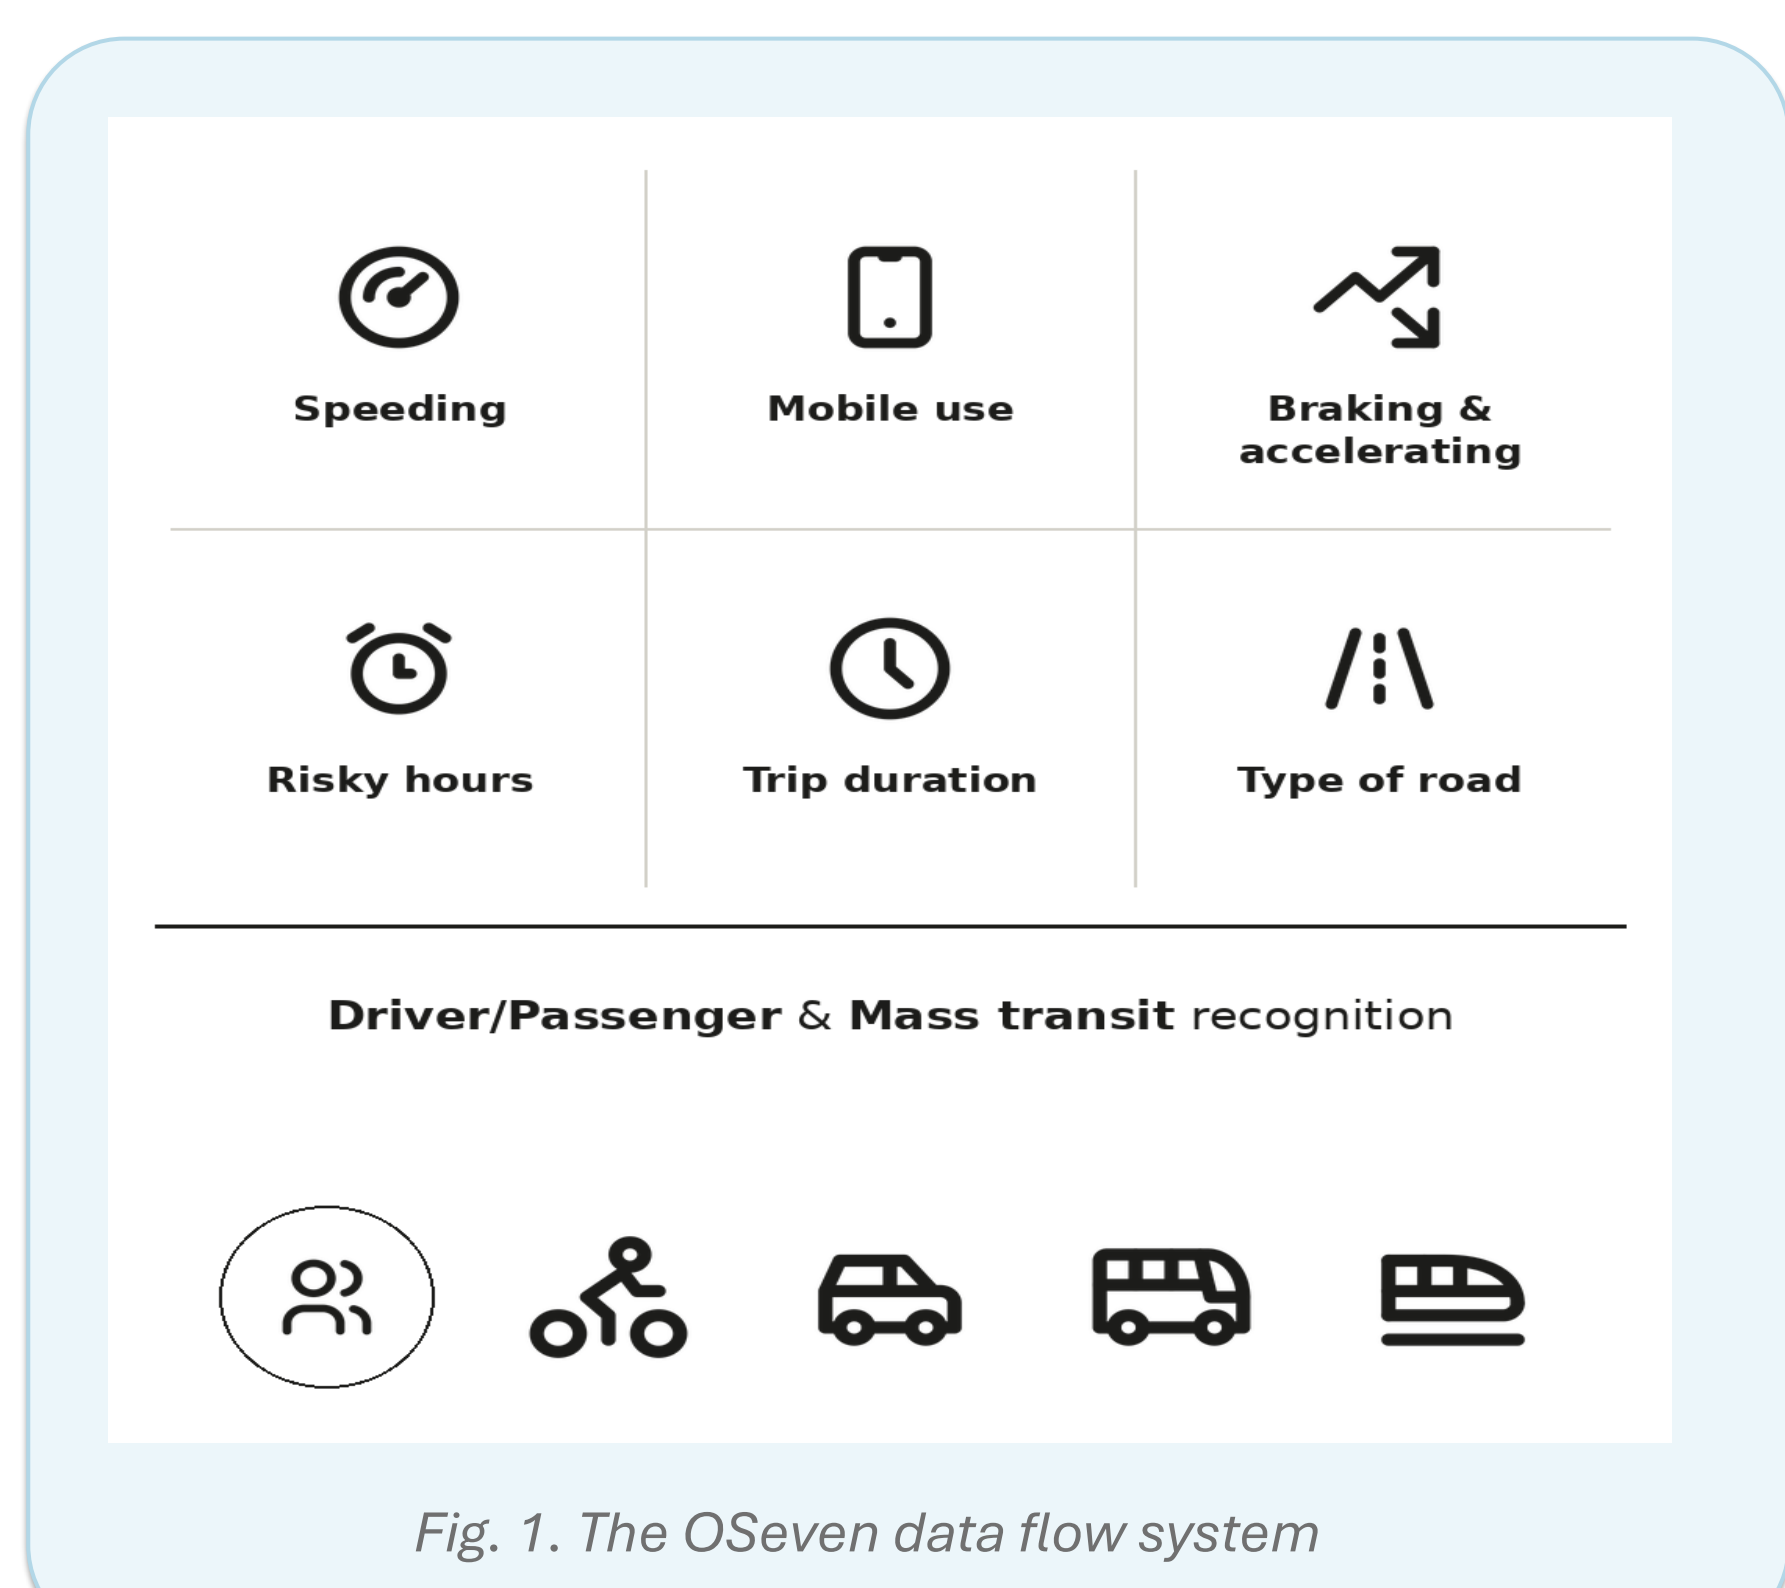 Speeding
Mobile use
Braking &
accelerating
Risky hours
Trip duration
Type of road
Driver/Passenger & Mass transit recognition
Fig. 1. The OSeven data flow system